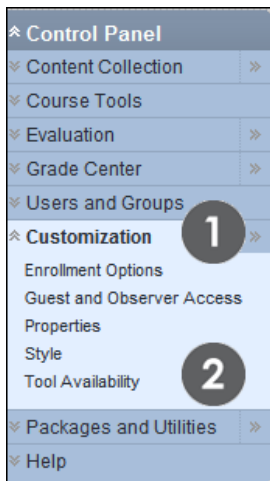 Control Panel
Content Collection
Course Tools
Evaluation
Grade Center
Users and Groups
Customization
1
Enrollment Options
Guest and Observer Access
Properties
Style
Tool Availability
2
Packages and Utilities
Help